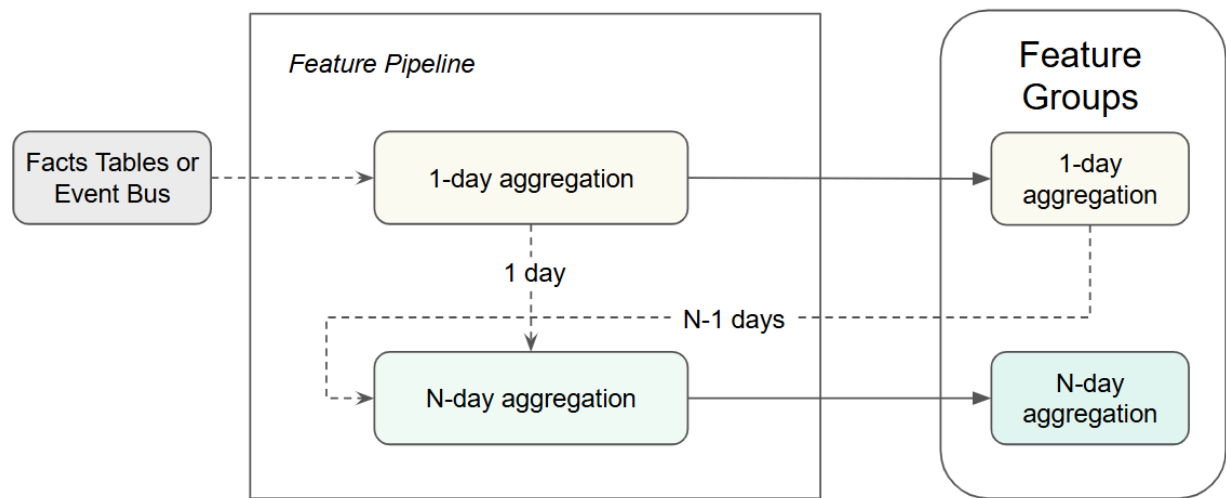 Feature Pipeline
Feature
Groups
Facts Tables or
Event Bus
1-day aggregation
1-day
aggregation
1 day
N-1 days
N-day aggregation
N-day
aggregation